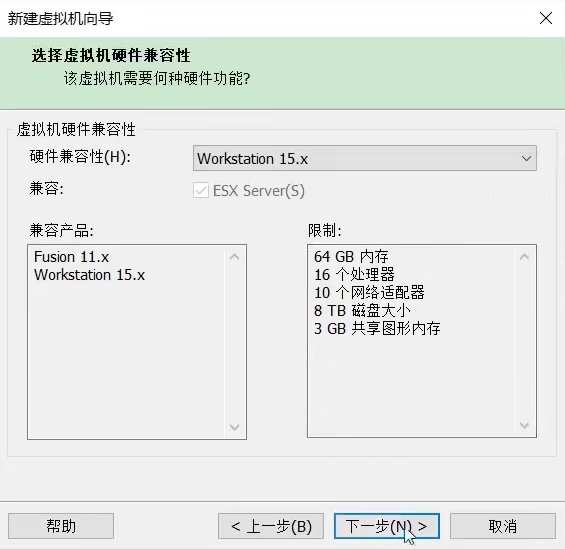 新建虚拟机向导
选择虚拟机硬件兼容性
该虚拟机需要何种硬件功能?
虚拟机硬件兼容性
硬件兼容性(H):
Workstation 15.x
兼容:
ESX Server(S)
兼容产品:
Fusion 11.x
Workstation 15.x
限制:
64 GB 内存
16 个处理器
10 个网络适配器
8 TB 磁盘大小
3 GB 共享图形内存
帮助
< 上一步(B)
下一步(N) >
取消